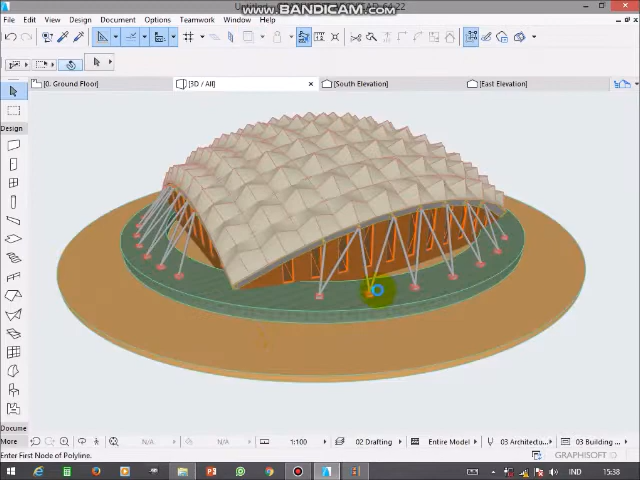 www.BANDICAM.com
File Edit View Design Document Options Teamwork Window Help
[0. Ground Floor] [3D / All] [South Elevation] [East Elevation]
Design
Docume
More N/A N/A 1:100 02 Drafting Entire Model 03 Architectu... 03 Building ...
Enter First Node of Polyline.
GRAPHISOFT
IND 15:38